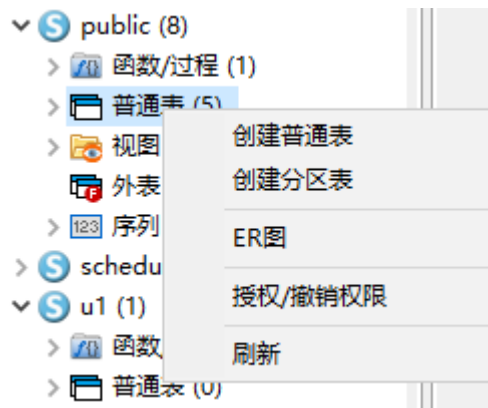 public (8)
函数/过程 (1)
普通表 (5)
视图
外表
序列
schedu
u1 (1)
函数
普通表 (0)
创建普通表
创建分区表
ER图
授权/撤销权限
刷新